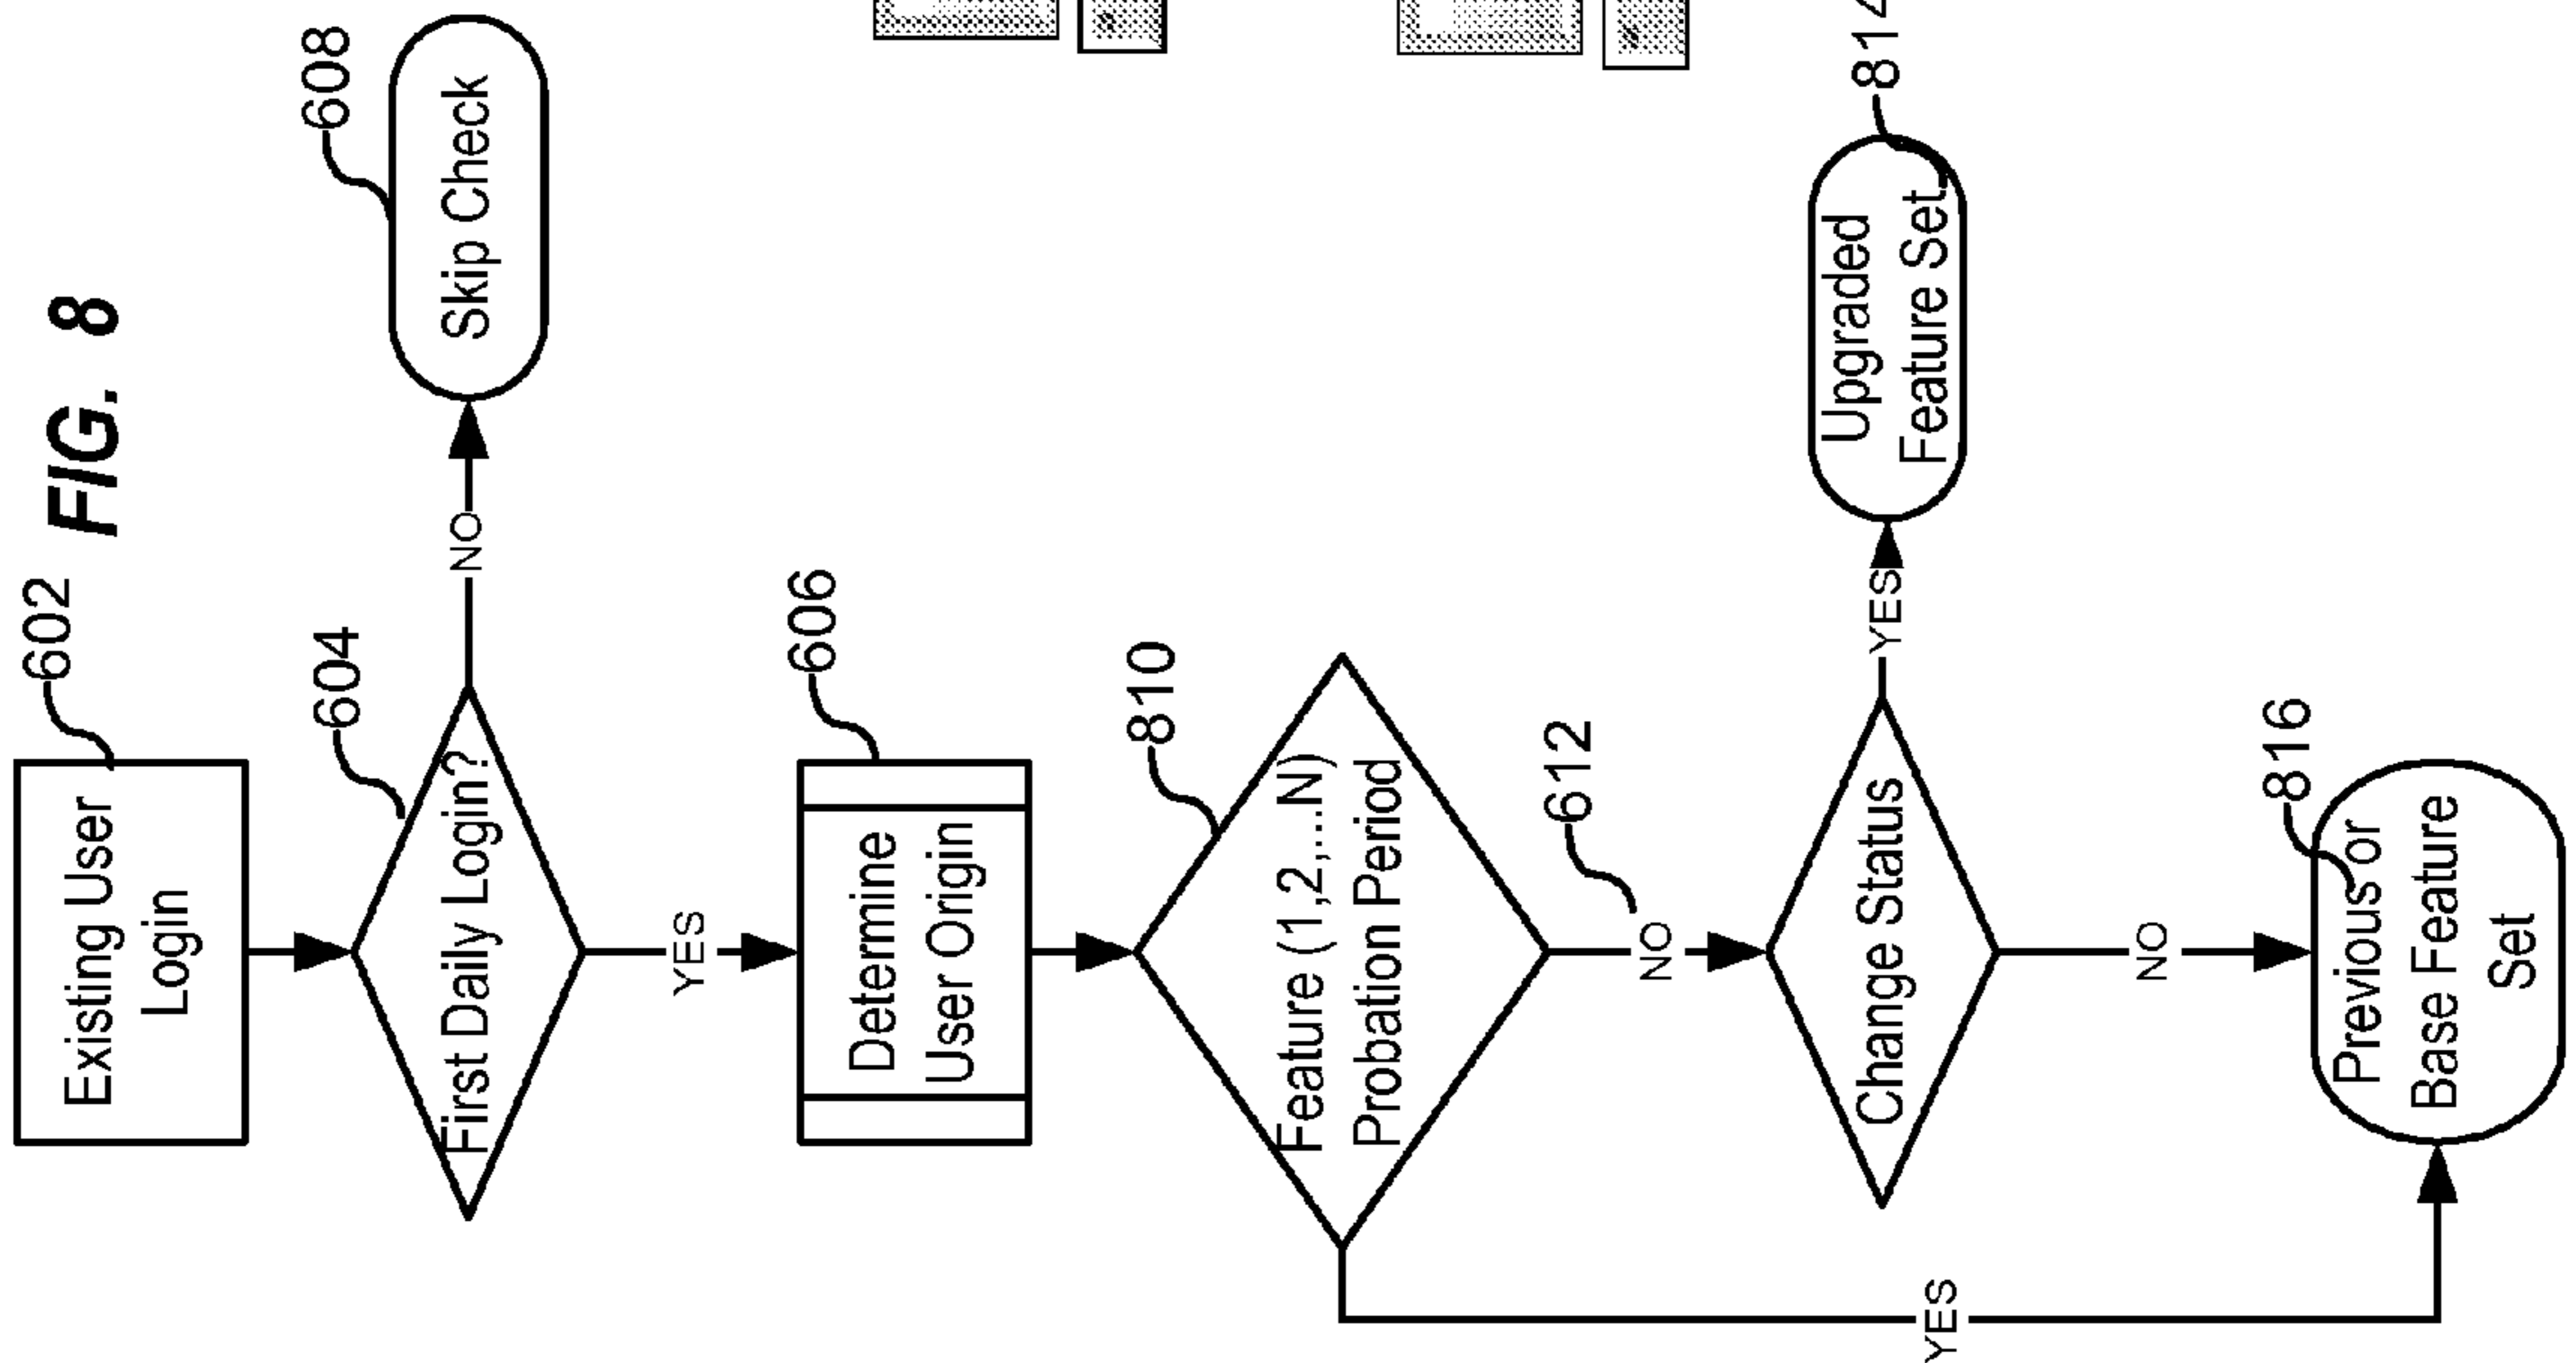 FIG. 8
602
Existing User
Login
604
First Daily Login?
NO
608
Skip Check
YES
606
Determine
User Origin
810
Feature (1,2,...N)
Probation Period
NO
612
Change Status
YES
814
Upgraded
Feature Set
NO
816
Previous or
Base Feature
Set
YES